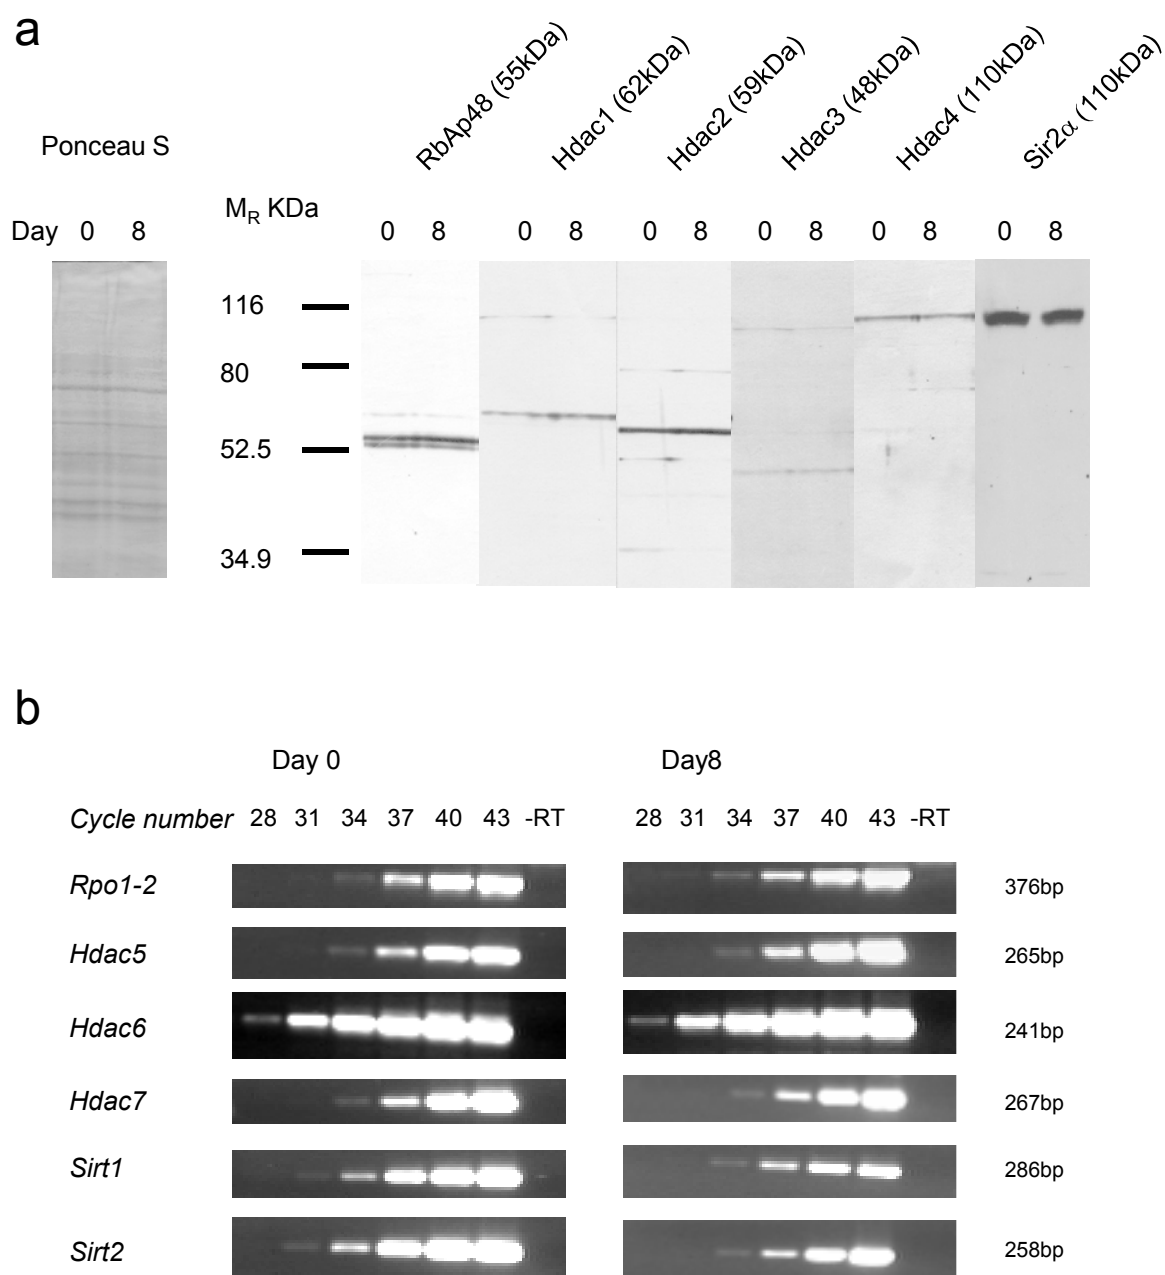 a
RbAp48 (55kDa)
Hdac1 (62kDa)
Hdac2 (59kDa)
Hdac3 (48kDa)
Hdac4 (110kDa)
Sir2α (110kDa)
Ponceau S
MR KDa
Day 0 8 0 8 0 8 0 8 0 8 0 8 0 8
116
80
52.5
34.9
b
Day 0 Day8
Cycle number 28 31 34 37 40 43 -RT 28 31 34 37 40 43 -RT
Rpo1-2 376bp
Hdac5 265bp
Hdac6 241bp
Hdac7 267bp
Sirt1 286bp
Sirt2 258bp